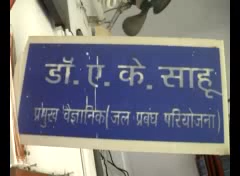 डॉ. ए. के. साहू
प्रमुख वैज्ञानिक(जल प्रबंध परियोजना)